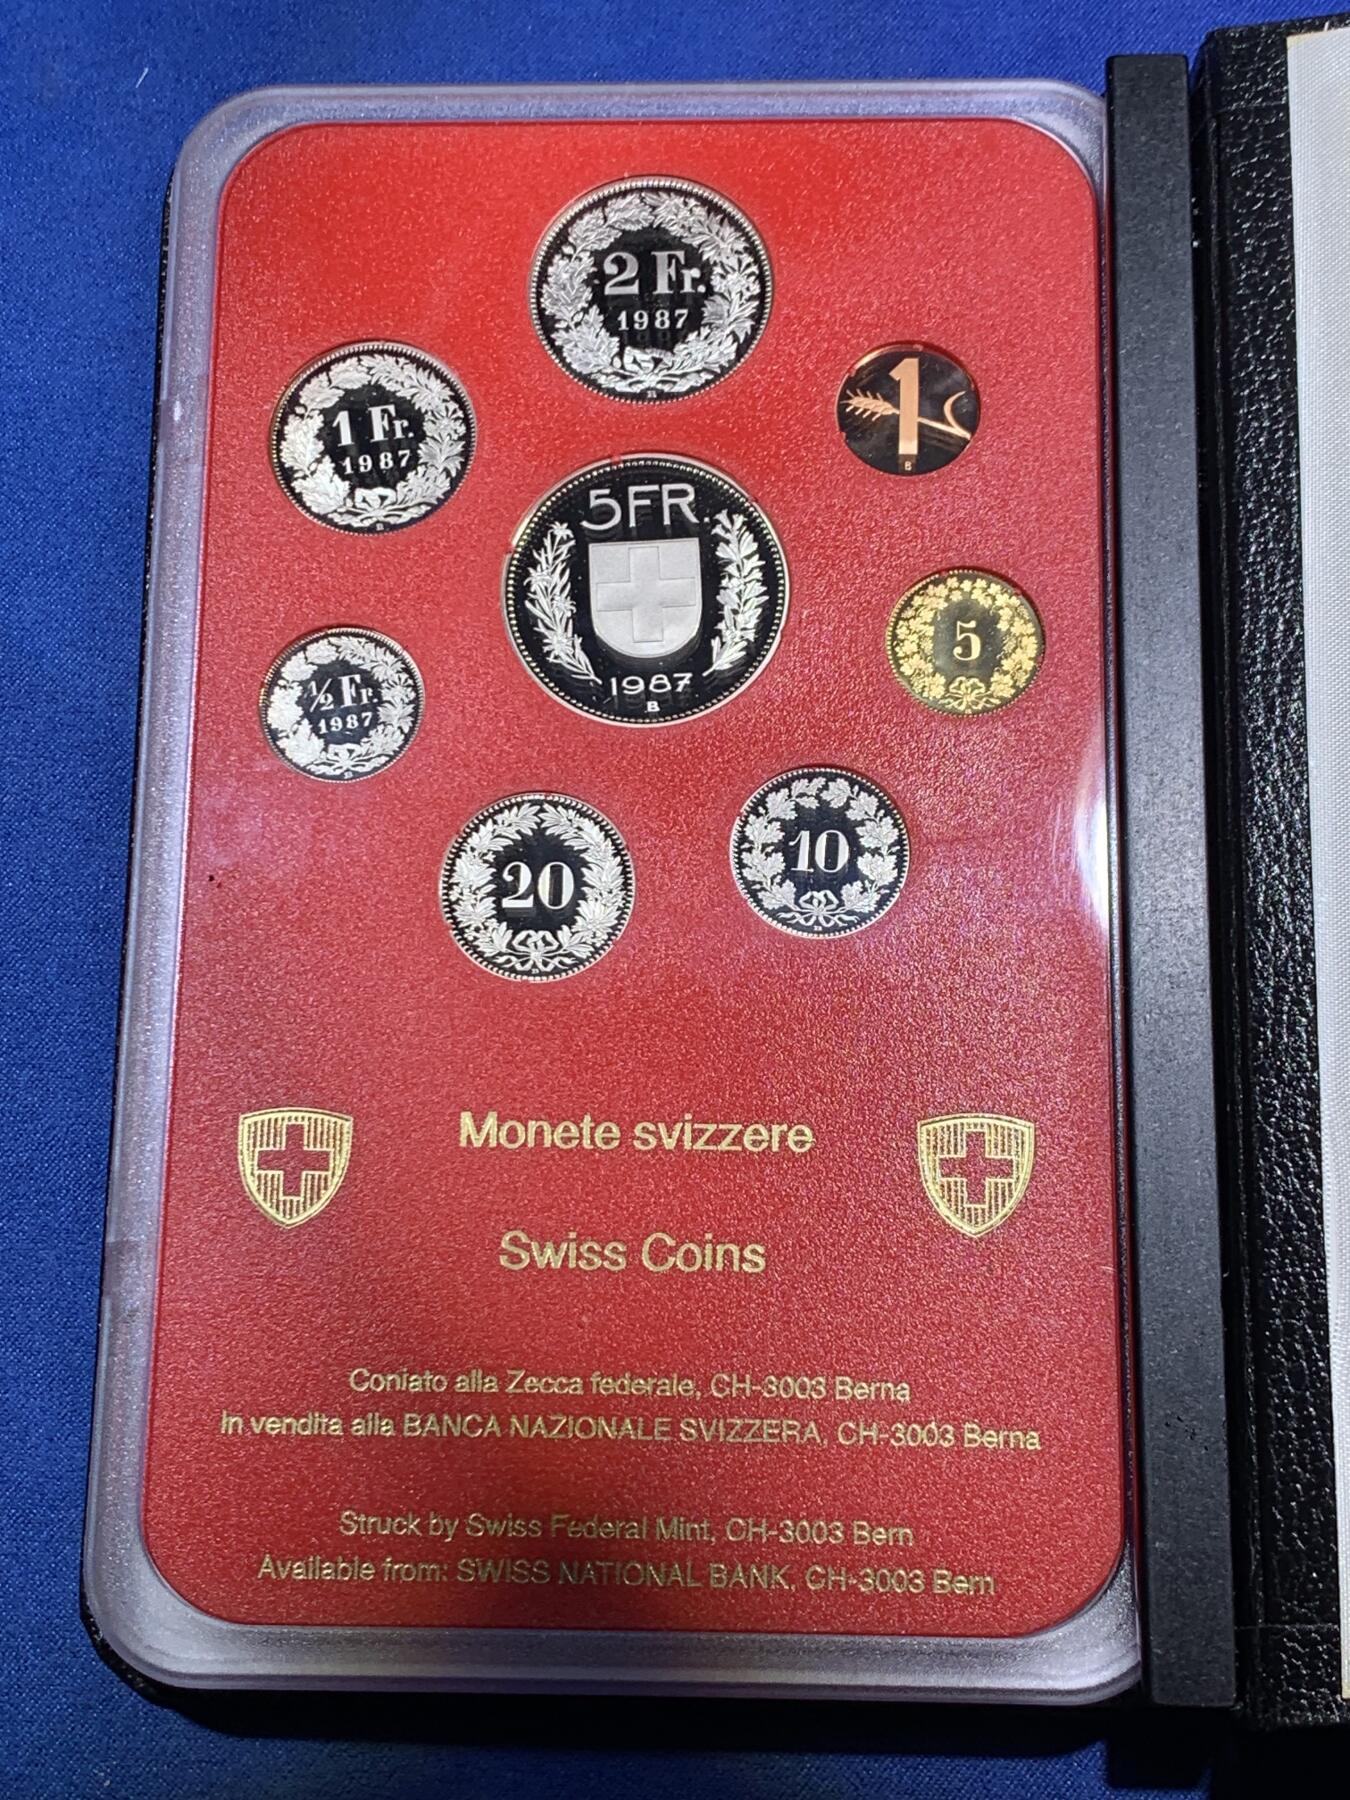 2 Fr.
1987
1 Fr.
1987
1
B
5FR.
1987
B
5
½ Fr.
1987
20
10
Monete svizzere
Swiss Coins
Coniato alla Zecca federale, CH-3003 Berna
In vendita alla BANCA NAZIONALE SVIZZERA, CH-3003 Berna
Struck by Swiss Federal Mint, CH-3003 Bern
Available from: SWISS NATIONAL BANK, CH-3003 Bern